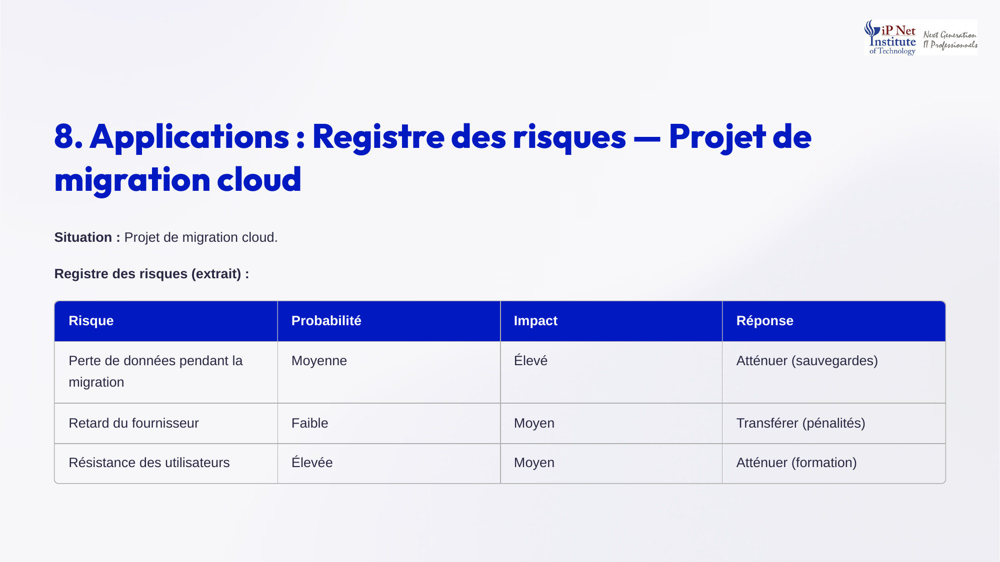 iP Net
Institute
of Technology
Next Generation
IT Professionnels
8. Applications : Registre des risques — Projet de
migration cloud
Situation : Projet de migration cloud.
Registre des risques (extrait) :
Risque Probabilité Impact Réponse
Perte de données pendant la Moyenne Élevé Atténuer (sauvegardes)
migration
Retard du fournisseur Faible Moyen Transférer (pénalités)
Résistance des utilisateurs Élevée Moyen Atténuer (formation)